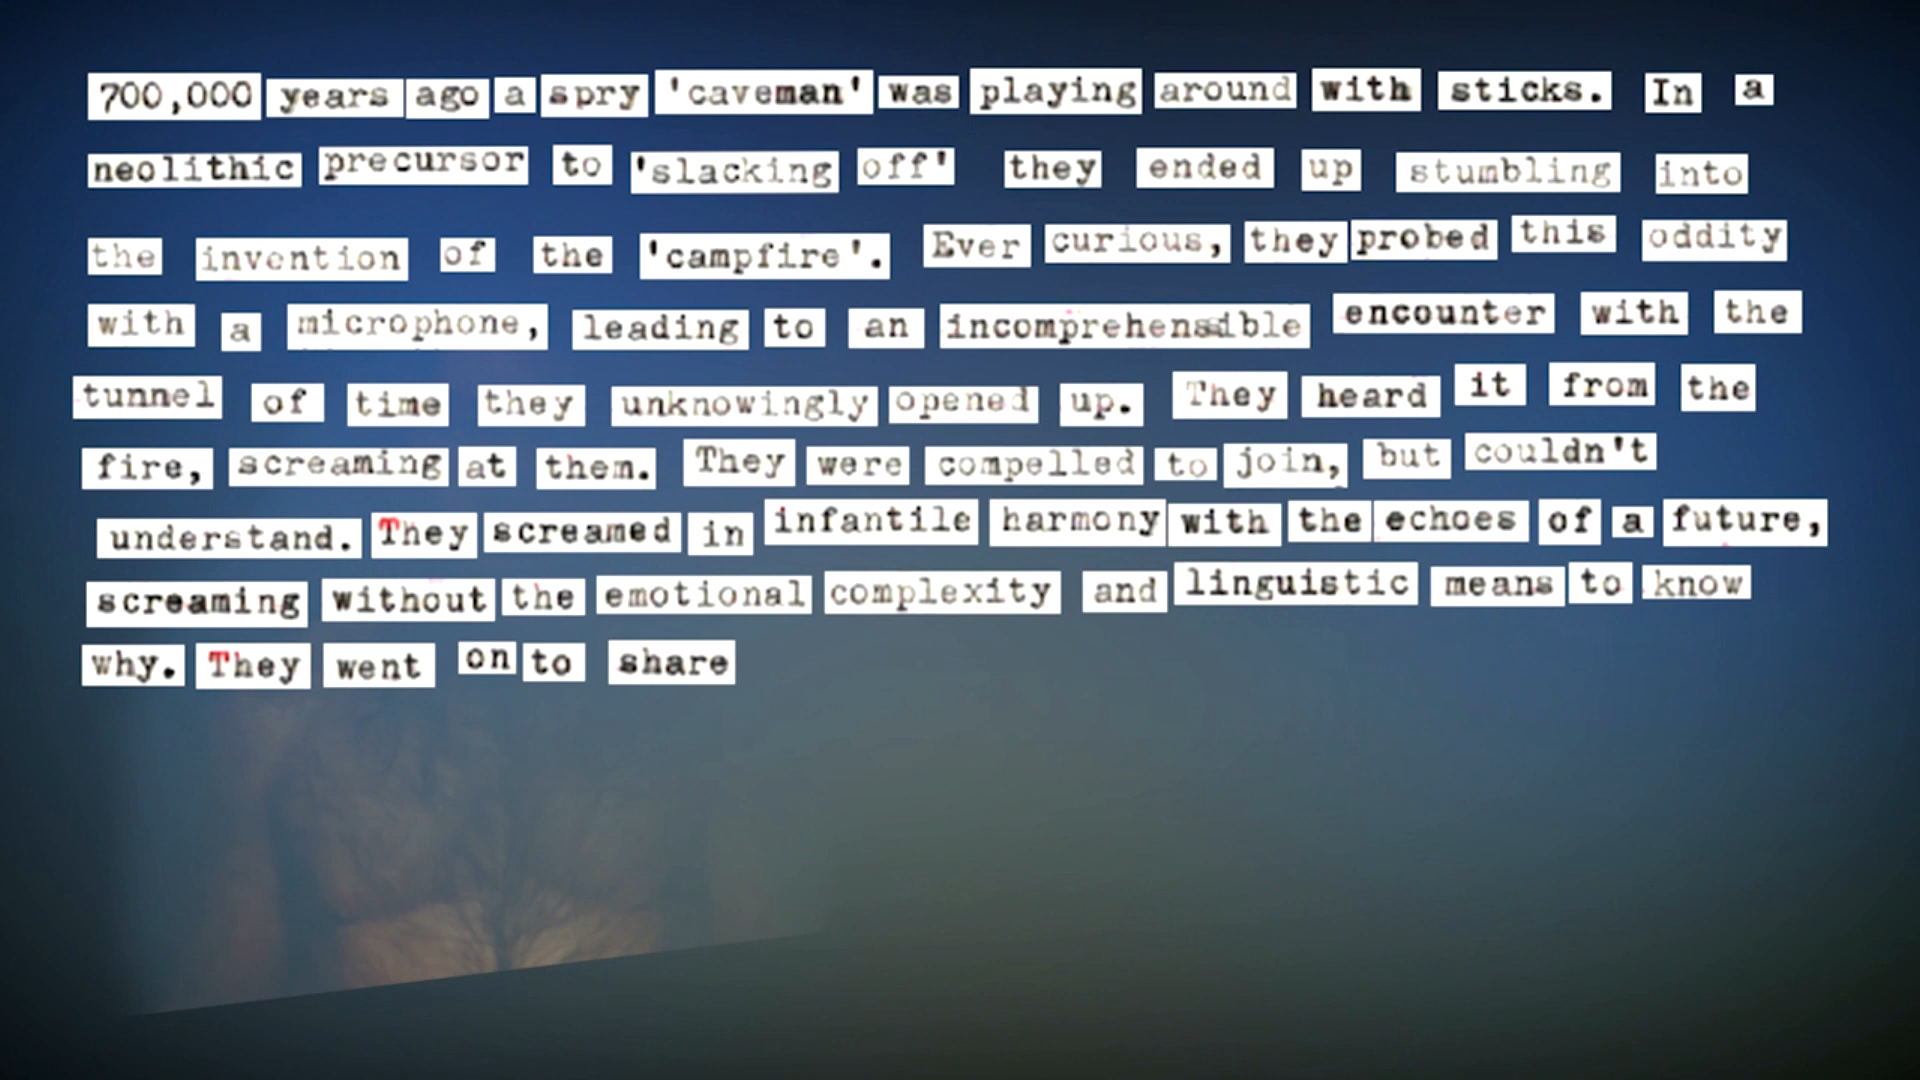 700,000 years ago a spry 'caveman' was playing around with sticks. In a
neolithic precursor to 'slacking off' they ended up stumbling into
the invention of the 'campfire'. Ever curious, they probed this oddity
with a microphone, leading to an incomprehensible encounter with the
tunnel of time they unknowingly opened up. They heard it from the
fire, screaming at them. They were compelled to join, but couldn't
understand. They screamed in infantile harmony with the echoes of a future,
screaming without the emotional complexity and linguistic means to know
why. They went on to share